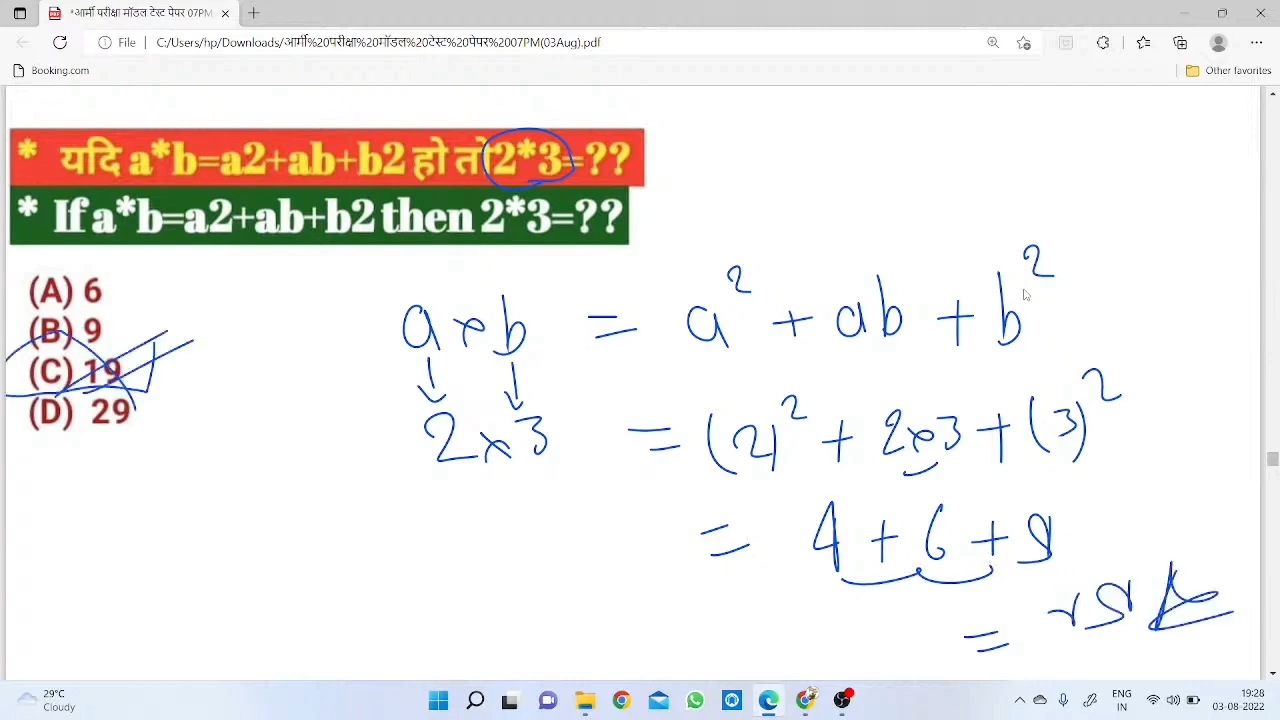 *आर्मी परीक्षा मॉडल टेस्ट पेपर 07PM
File C:/Users/hp/Downloads/आर्मी%20परीक्षा%20मॉडल%20टेस्ट%20पेपर%2007PM(03Aug).pdf
Booking.com
Other favorites
* यदि a*b=a2+ab+b2 हो तो 2*3=??
* If a*b=a2+ab+b2 then 2*3=??
(A) 6
(B) 9
(C) 19
(D) 29
a×b = a² + ab + b²
2×3 = (2)² + 2×3 + (3)²
= 4 + 6 + 9
= 19
29°C
Cloudy
ENG
IN
19:28
03-08-2022